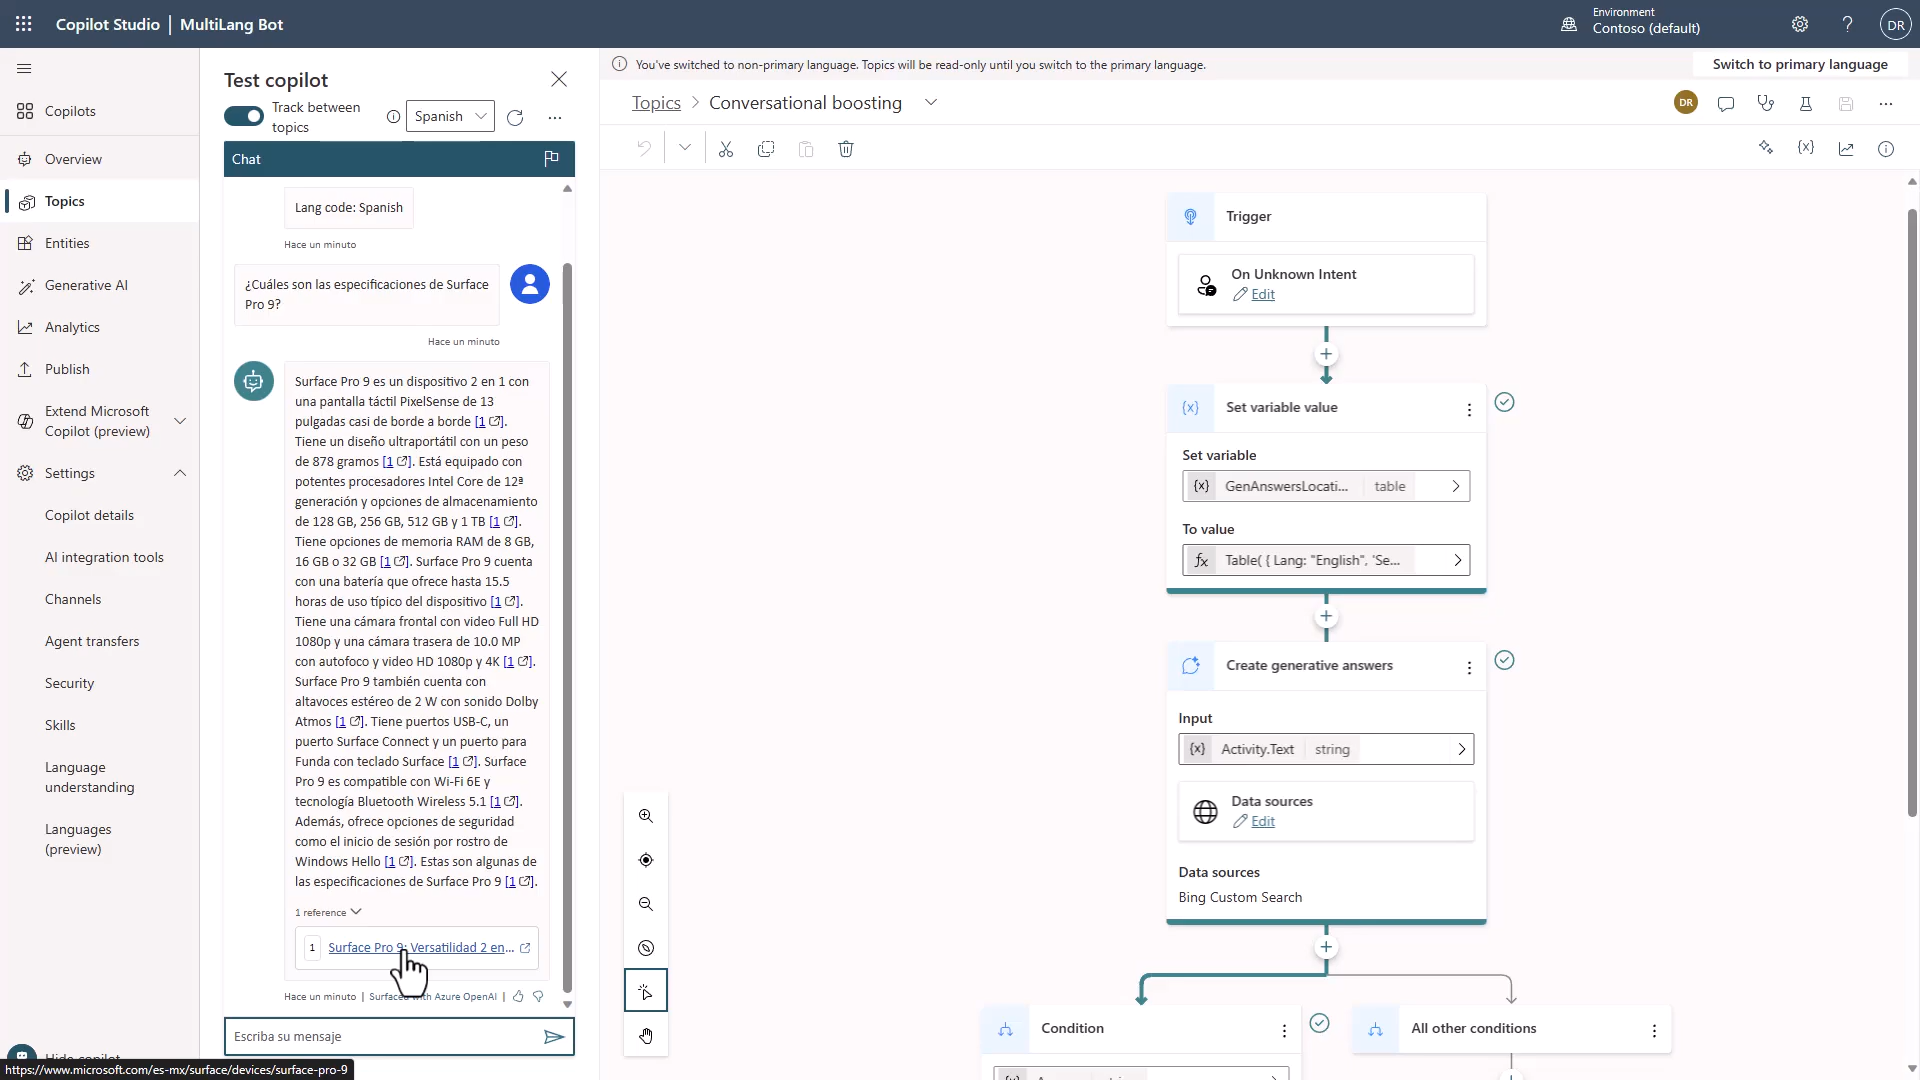 Copilot Studio | MultiLang Bot
Environment
Contoso (default)
DR
Copilots
Overview
Topics
Entities
Generative AI
Analytics
Publish
Extend Microsoft
Copilot (preview)
Settings
Copilot details
AI integration tools
Channels
Agent transfers
Security
Skills
Language
understanding
Languages
(preview)
Hide copilot
https://www.microsoft.com/es-mx/surface/devices/surface-pro-9
Test copilot
Track between
topics
Spanish
Chat
Lang code: Spanish
Hace un minuto
¿Cuáles son las especificaciones de Surface
Pro 9?
Hace un minuto
Surface Pro 9 es un dispositivo 2 en 1 con
una pantalla táctil PixelSense de 13
pulgadas casi de borde a borde [1].
Tiene un diseño ultraportátil con un peso
de 878 gramos [1]. Está equipado con
potentes procesadores Intel Core de 12ª
generación y opciones de almacenamiento
de 128 GB, 256 GB, 512 GB y 1 TB [1].
Tiene opciones de memoria RAM de 8 GB,
16 GB o 32 GB [1]. Surface Pro 9 cuenta
con una batería que ofrece hasta 15.5
horas de uso típico del dispositivo [1].
Tiene una cámara frontal con video Full HD
1080p y una cámara trasera de 10.0 MP
con autofoco y video HD 1080p y 4K [1].
Surface Pro 9 también cuenta con
altavoces estéreo de 2 W con sonido Dolby
Atmos [1]. Tiene puertos USB-C, un
puerto Surface Connect y un puerto para
Funda con teclado Surface [1]. Surface
Pro 9 es compatible con Wi-Fi 6E y
tecnología Bluetooth Wireless 5.1 [1].
Además, ofrece opciones de seguridad
como el inicio de sesión por rostro de
Windows Hello [1]. Estas son algunas de
las especificaciones de Surface Pro 9 [1].
1 reference
1 Surface Pro 9: Versatilidad 2 en...
Hace un minuto | Surfaced with Azure OpenAI |
Escriba su mensaje
You've switched to non-primary language. Topics will be read-only until you switch to the primary language.
Switch to primary language
Topics > Conversational boosting
DR
Trigger
On Unknown Intent
Edit
Set variable value
Set variable
{x} GenAnswersLocati... table
To value
fx Table( { Lang: "English", 'Se...
Create generative answers
Input
{x} Activity.Text string
Data sources
Edit
Data sources
Bing Custom Search
Condition
All other conditions